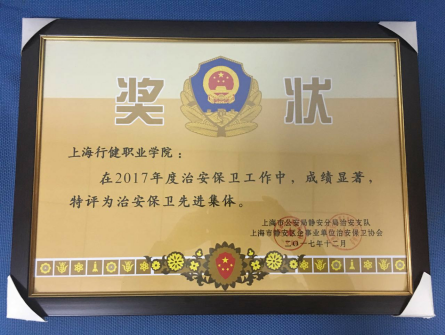 奖状
上海行健职业学院：
在2017年度治安保卫工作中，成绩显著，
特评为治安保卫先进集体。
上海市公安局静安分局治安支队
上海市静安区企事业单位治安保卫协会
二〇一七年十二月